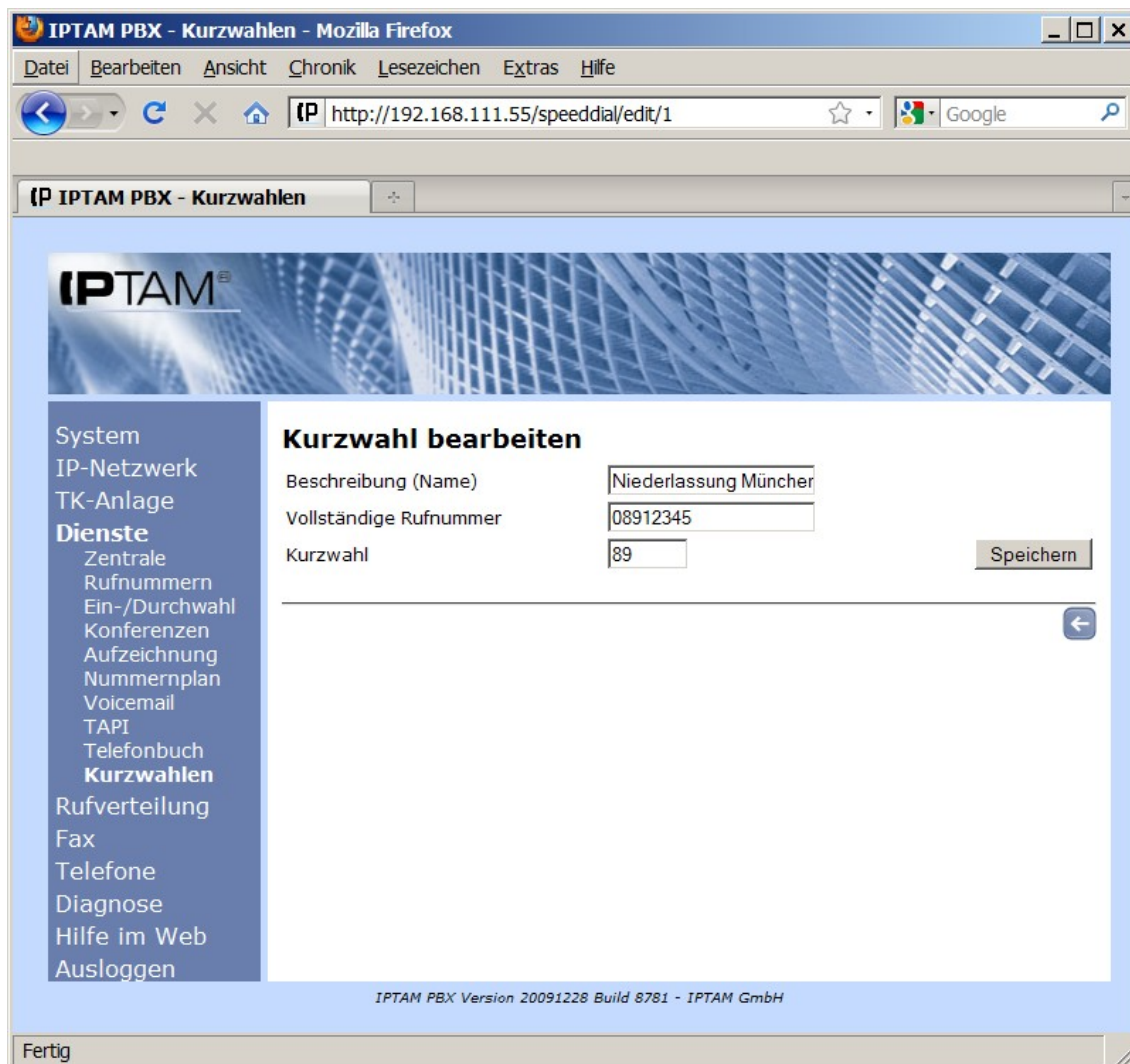 IPTAM PBX - Kurzwahlen - Mozilla Firefox
Datei Bearbeiten Ansicht Chronik Lesezeichen Extras Hilfe
http://192.168.111.55/speeddial/edit/1 Google
IPTAM PBX - Kurzwahlen
IPTAM®
System
IP-Netzwerk
TK-Anlage
Dienste
Zentrale
Rufnummern
Ein-/Durchwahl
Konferenzen
Aufzeichnung
Nummernplan
Voicemail
TAPI
Telefonbuch
Kurzwahlen
Rufverteilung
Fax
Telefone
Diagnose
Hilfe im Web
Ausloggen
Kurzwahl bearbeiten
Beschreibung (Name) Niederlassung Müncher
Vollständige Rufnummer 08912345
Kurzwahl 89 Speichern
IPTAM PBX Version 20091228 Build 8781 - IPTAM GmbH
Fertig